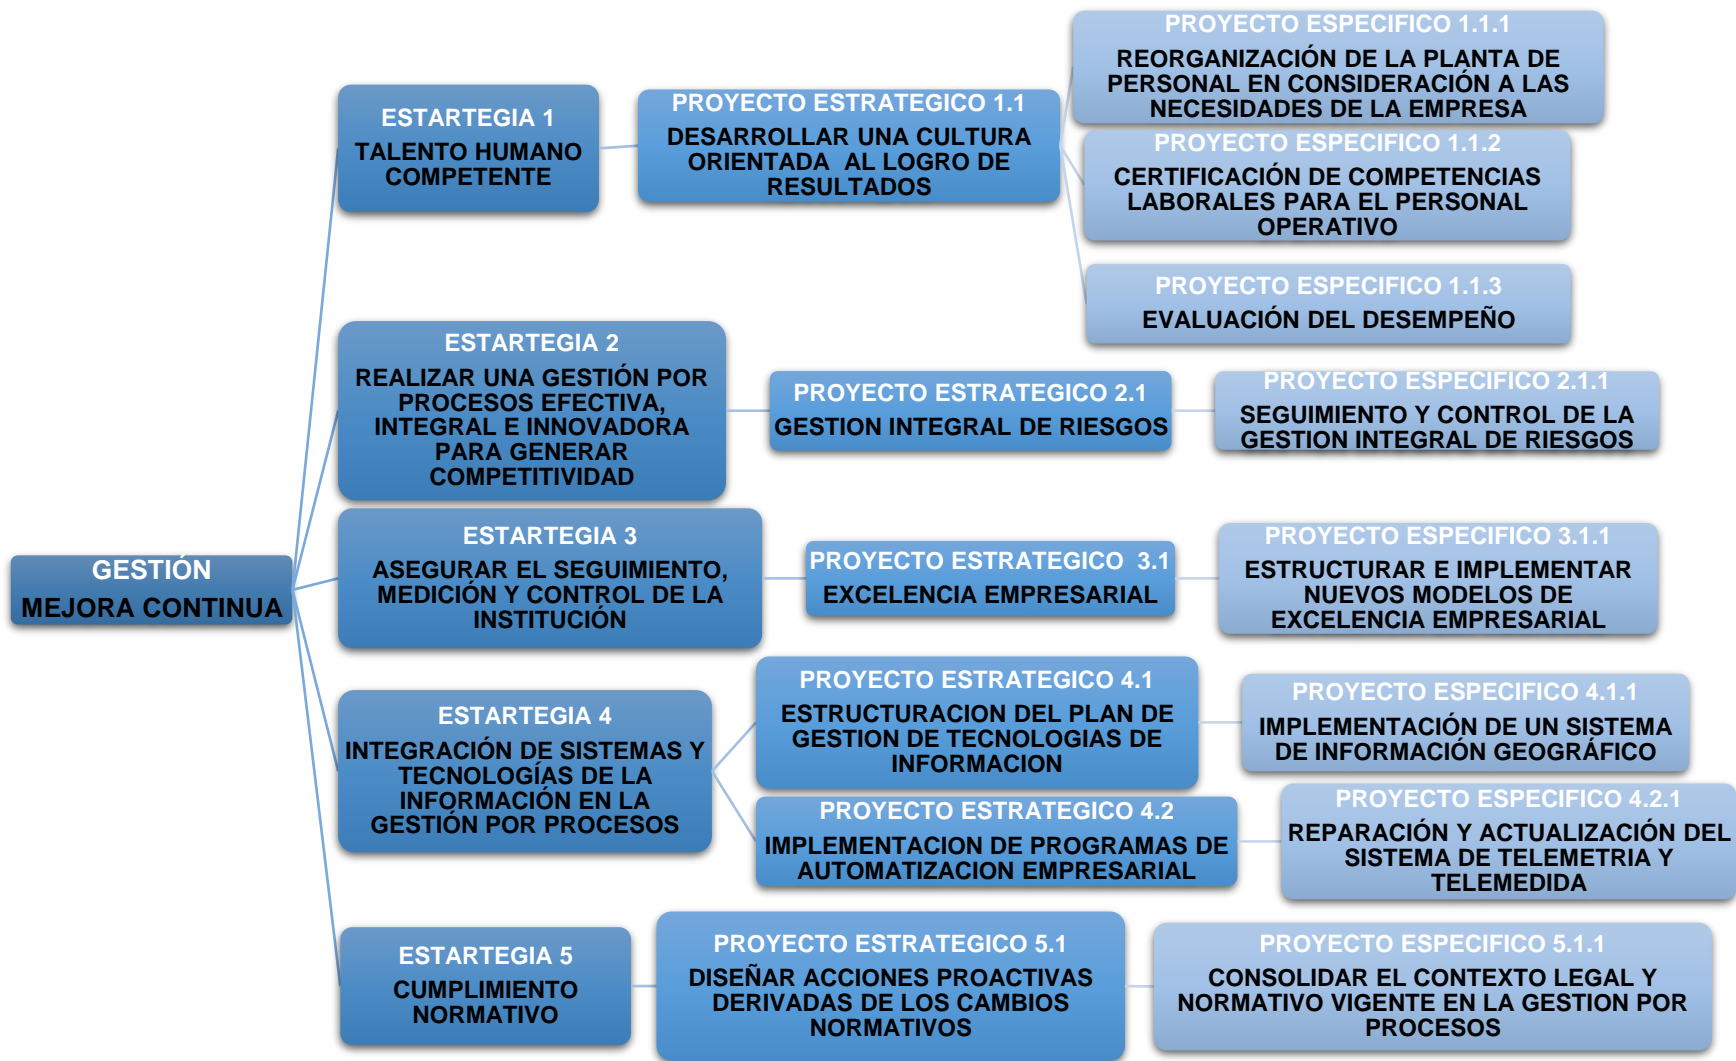 GESTIÓN
MEJORA CONTINUA
ESTARTEGIA 1
TALENTO HUMANO
COMPETENTE
PROYECTO ESTRATEGICO 1.1
DESARROLLAR UNA CULTURA
ORIENTADA AL LOGRO DE
RESULTADOS
PROYECTO ESPECIFICO 1.1.1
REORGANIZACIÓN DE LA PLANTA DE
PERSONAL EN CONSIDERACIÓN A LAS
NECESIDADES DE LA EMPRESA
PROYECTO ESPECIFICO 1.1.2
CERTIFICACIÓN DE COMPETENCIAS
LABORALES PARA EL PERSONAL
OPERATIVO
PROYECTO ESPECIFICO 1.1.3
EVALUACIÓN DEL DESEMPEÑO
ESTARTEGIA 2
REALIZAR UNA GESTIÓN POR
PROCESOS EFECTIVA,
INTEGRAL E INNOVADORA
PARA GENERAR
COMPETITIVIDAD
PROYECTO ESTRATEGICO 2.1
GESTION INTEGRAL DE RIESGOS
PROYECTO ESPECIFICO 2.1.1
SEGUIMIENTO Y CONTROL DE LA
GESTION INTEGRAL DE RIESGOS
ESTARTEGIA 3
ASEGURAR EL SEGUIMIENTO,
MEDICIÓN Y CONTROL DE LA
INSTITUCIÓN
PROYECTO ESTRATEGICO 3.1
EXCELENCIA EMPRESARIAL
PROYECTO ESPECIFICO 3.1.1
ESTRUCTURAR E IMPLEMENTAR
NUEVOS MODELOS DE
EXCELENCIA EMPRESARIAL
ESTARTEGIA 4
INTEGRACIÓN DE SISTEMAS Y
TECNOLOGÍAS DE LA
INFORMACIÓN EN LA
GESTIÓN POR PROCESOS
PROYECTO ESTRATEGICO 4.1
ESTRUCTURACION DEL PLAN DE
GESTION DE TECNOLOGIAS DE
INFORMACION
PROYECTO ESPECIFICO 4.1.1
IMPLEMENTACIÓN DE UN SISTEMA
DE INFORMACIÓN GEOGRÁFICO
PROYECTO ESTRATEGICO 4.2
IMPLEMENTACION DE PROGRAMAS DE
AUTOMATIZACION EMPRESARIAL
PROYECTO ESPECIFICO 4.2.1
REPARACIÓN Y ACTUALIZACIÓN DEL
SISTEMA DE TELEMETRIA Y
TELEMEDIDA
ESTARTEGIA 5
CUMPLIMIENTO
NORMATIVO
PROYECTO ESTRATEGICO 5.1
DISEÑAR ACCIONES PROACTIVAS
DERIVADAS DE LOS CAMBIOS
NORMATIVOS
PROYECTO ESPECIFICO 5.1.1
CONSOLIDAR EL CONTEXTO LEGAL Y
NORMATIVO VIGENTE EN LA GESTION POR
PROCESOS